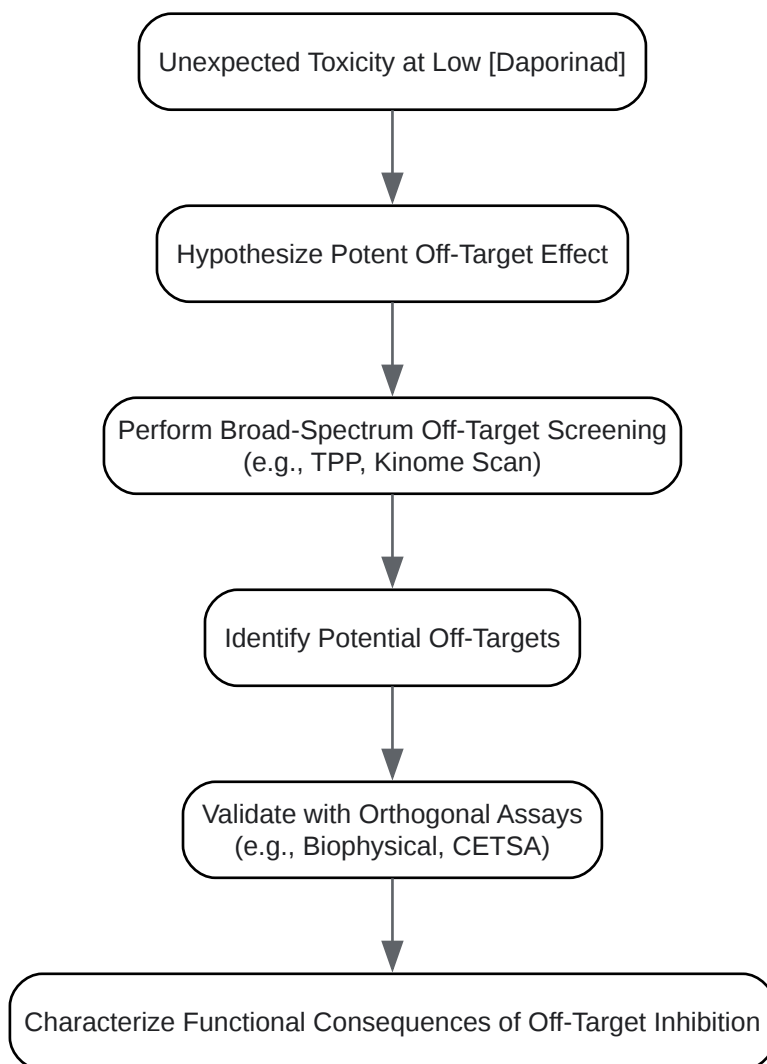 Unexpected Toxicity at Low [Daporinad]
Hypothesize Potent Off-Target Effect
Perform Broad-Spectrum Off-Target Screening
(e.g., TPP, Kinome Scan)
Identify Potential Off-Targets
Validate with Orthogonal Assays
(e.g., Biophysical, CETSA)
Characterize Functional Consequences of Off-Target Inhibition